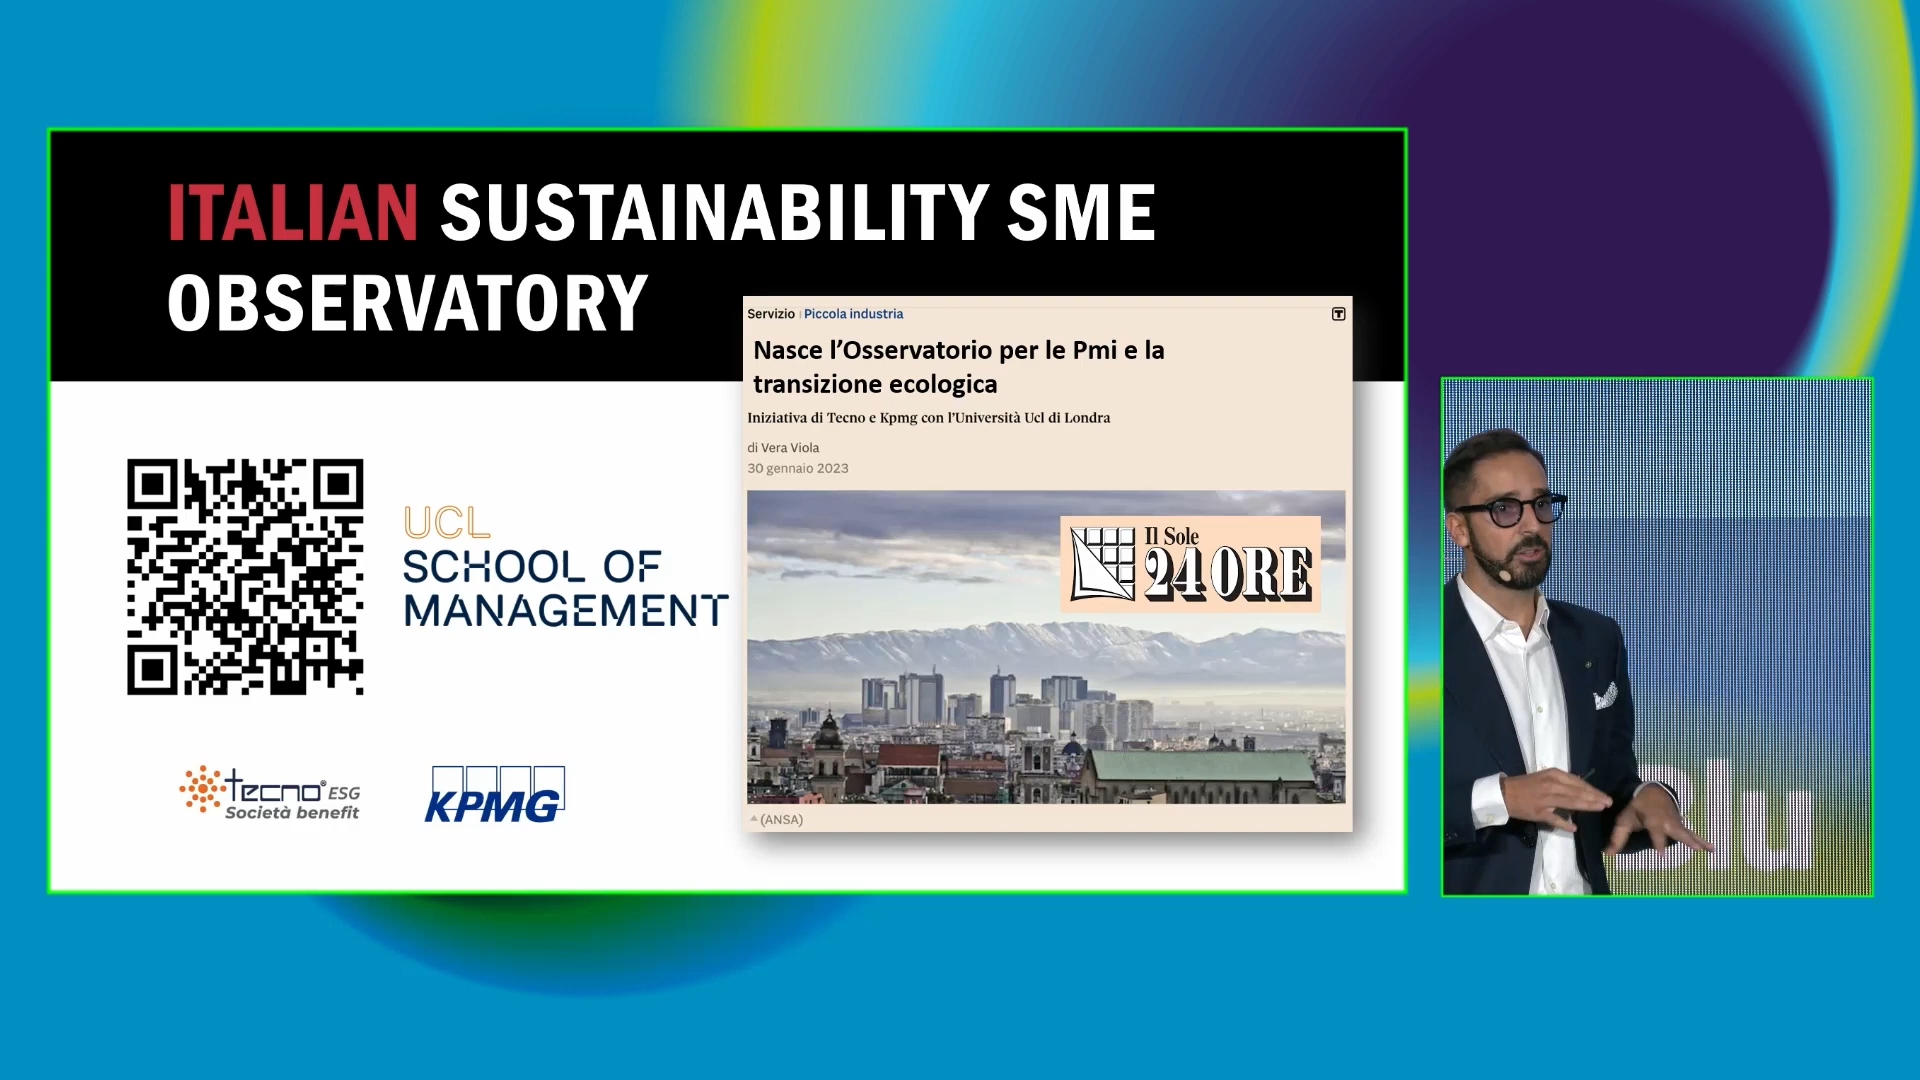 ITALIAN SUSTAINABILITY SME
OBSERVATORY
Servizio | Piccola industria
Nasce l'Osservatorio per le Pmi e la
transizione ecologica
Iniziativa di Tecno e Kpmg con l'Università Ucl di Londra
di Vera Viola
30 gennaio 2023
Il Sole
24 ORE
(ANSA)
UCL
SCHOOL OF
MANAGEMENT
tecno® ESG
Società benefit
KPMG
Blu